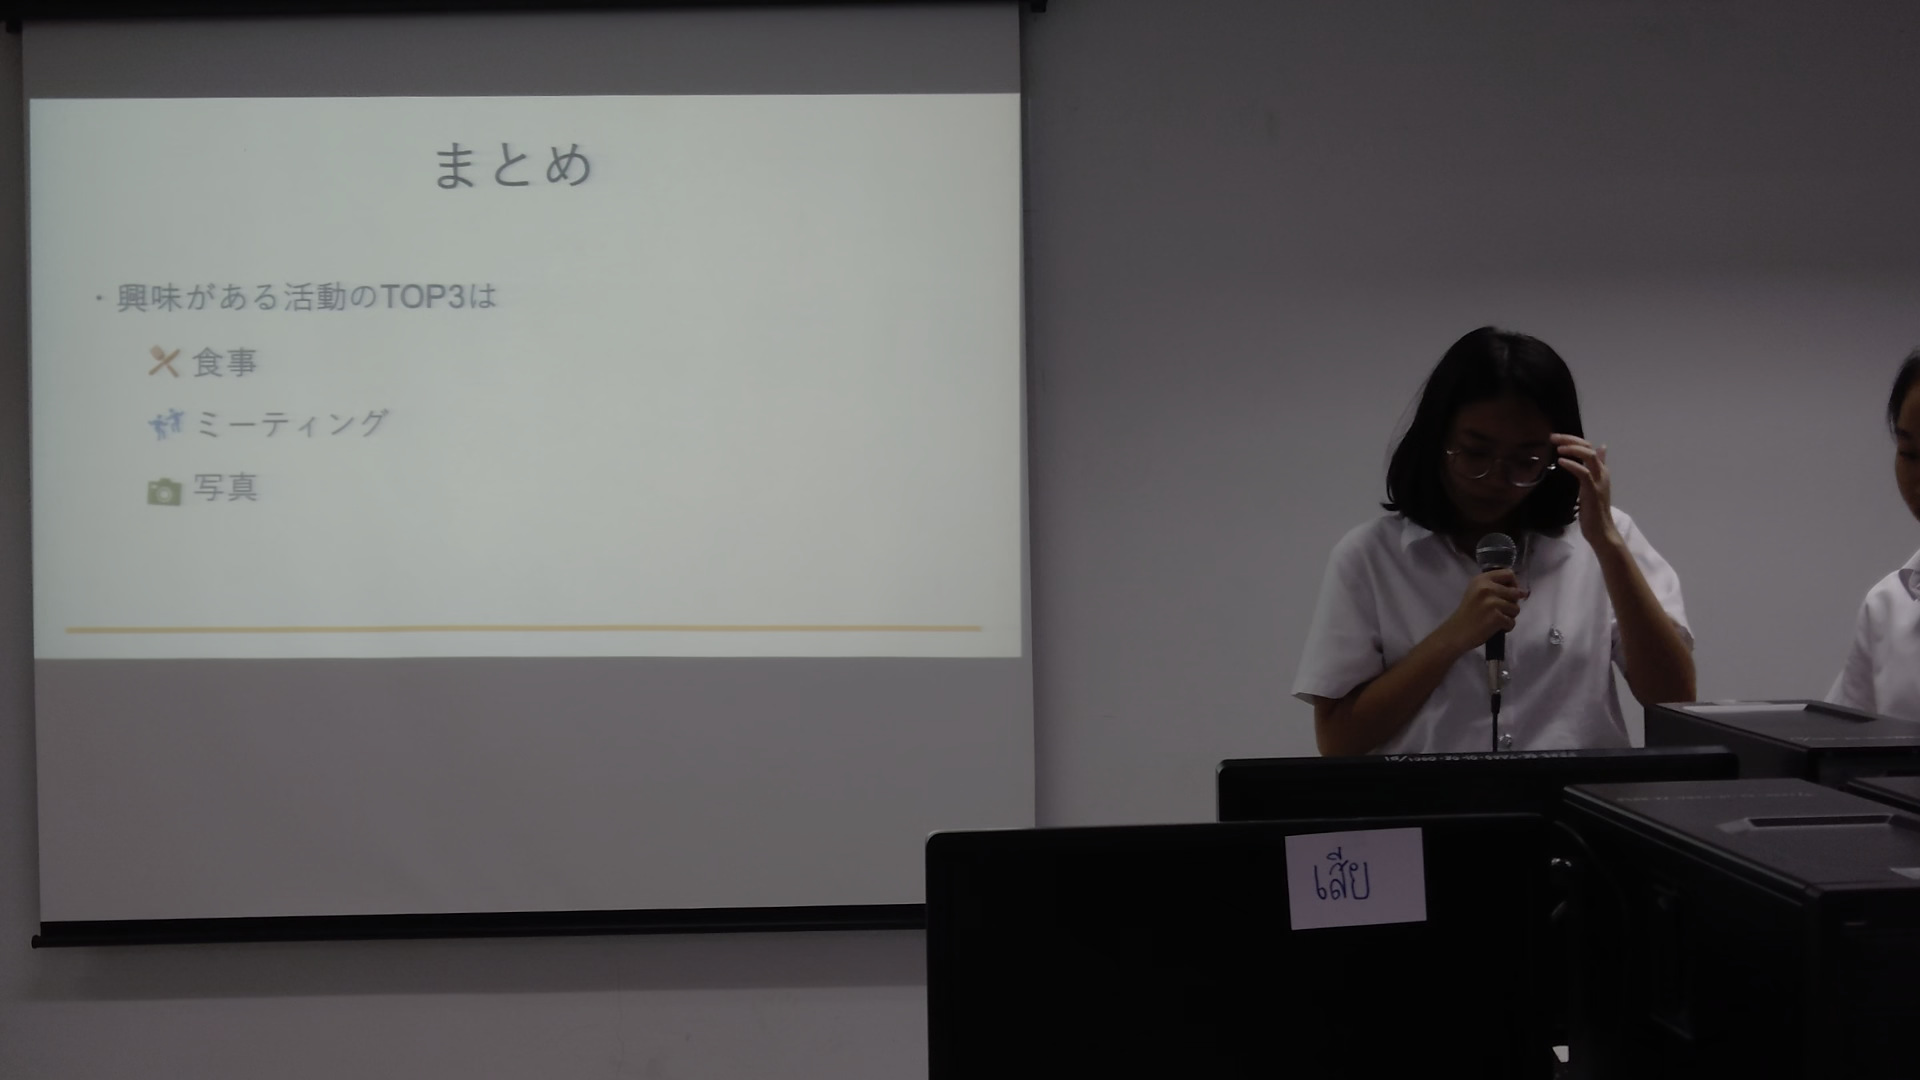 まとめ
・興味がある活動のTOP3は
食事
ミーティング
写真
เสีย